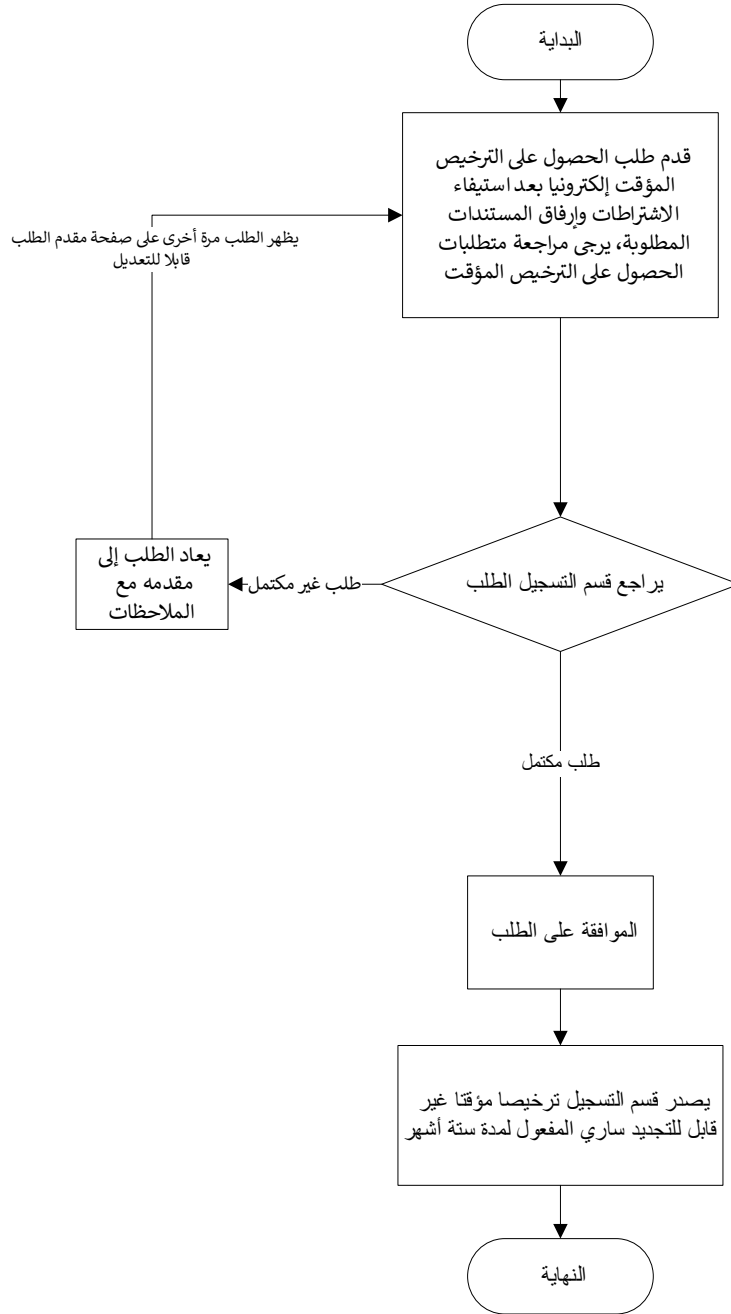 البداية
قدم طلب الحصول على الترخيص
المؤقت إلكترونيا بعد استيفاء
الاشتراطات وإرفاق المستندات
المطلوبة، يرجى مراجعة متطلبات
الحصول على الترخيص المؤقت
يظهر الطلب مرة أخرى على صفحة مقدم الطلب
قابلا للتعديل
يراجع قسم التسجيل الطلب
طلب غير مكتمل
يعاد الطلب إلى
مقدمه مع
الملاحظات
طلب مكتمل
الموافقة على الطلب
يصدر قسم التسجيل ترخيصا مؤقتا غير
قابل للتجديد ساري المفعول لمدة ستة أشهر
النهاية